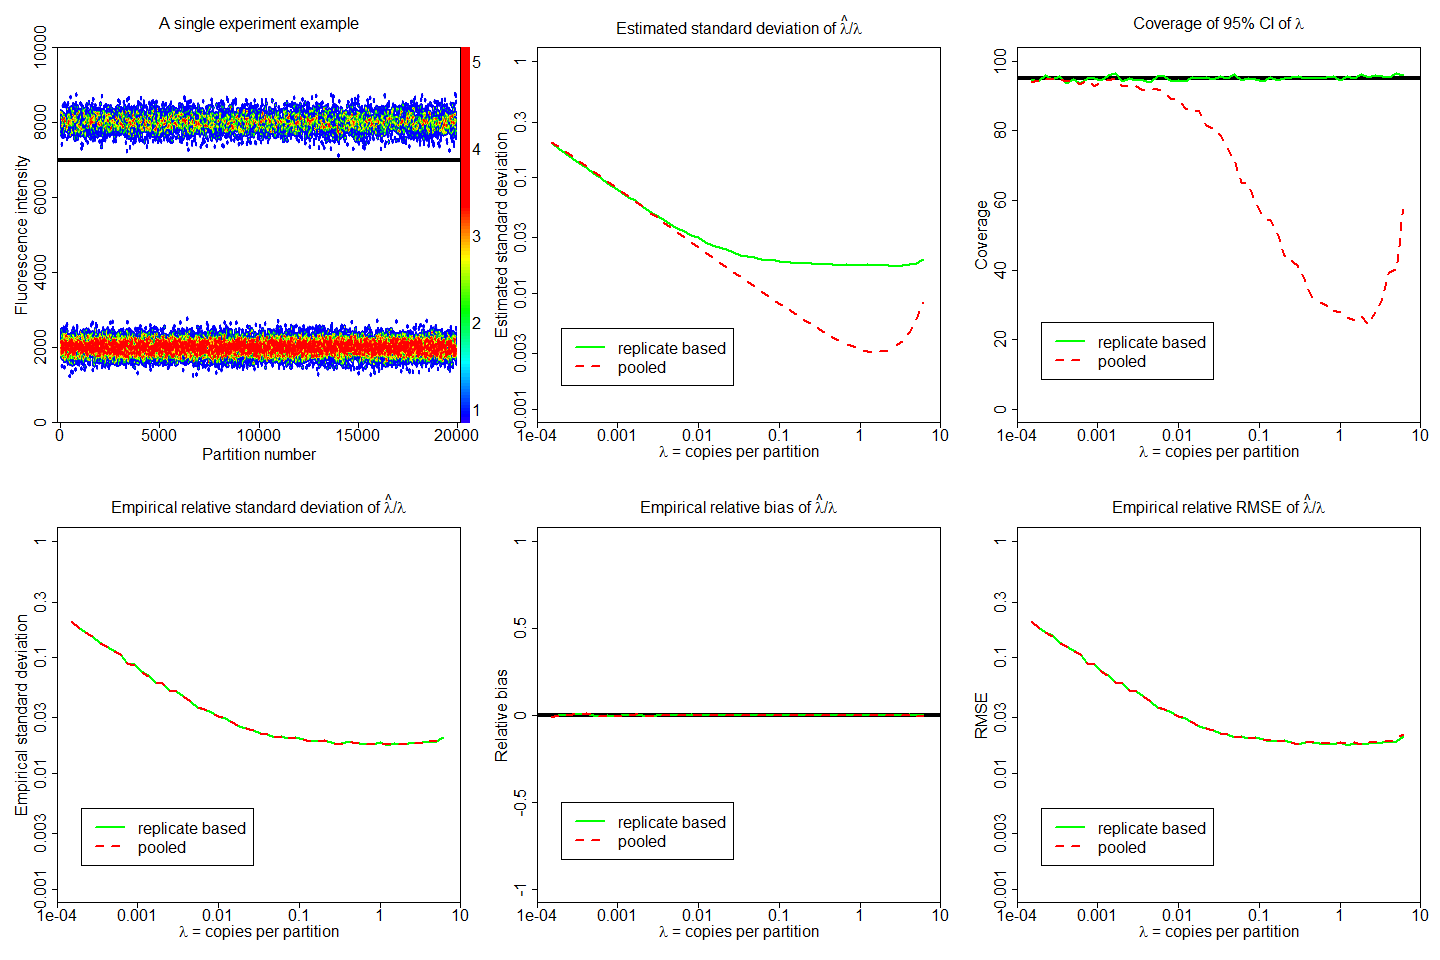 A single experiment example
Fluorescence intensity
0
2000
4000
6000
8000
10000
0
5000
10000
15000
20000
Partition number
1
2
3
4
5
Estimated standard deviation of λ̂/λ
Estimated standard deviation
0.001
0.003
0.01
0.03
0.1
0.3
1
replicate based
pooled
1e-04
0.001
0.01
0.1
1
10
λ = copies per partition
Coverage of 95% CI of λ
Coverage
0
20
40
60
80
100
replicate based
pooled
1e-04
0.001
0.01
0.1
1
10
λ = copies per partition
Empirical relative standard deviation of λ̂/λ
Empirical standard deviation
0.001
0.003
0.01
0.03
0.1
0.3
1
replicate based
pooled
1e-04
0.001
0.01
0.1
1
10
λ = copies per partition
Empirical relative bias of λ̂/λ
Relative bias
-1
-0.5
0
0.5
1
replicate based
pooled
1e-04
0.001
0.01
0.1
1
10
λ = copies per partition
Empirical relative RMSE of λ̂/λ
RMSE
0.001
0.003
0.01
0.03
0.1
0.3
1
replicate based
pooled
1e-04
0.001
0.01
0.1
1
10
λ = copies per partition